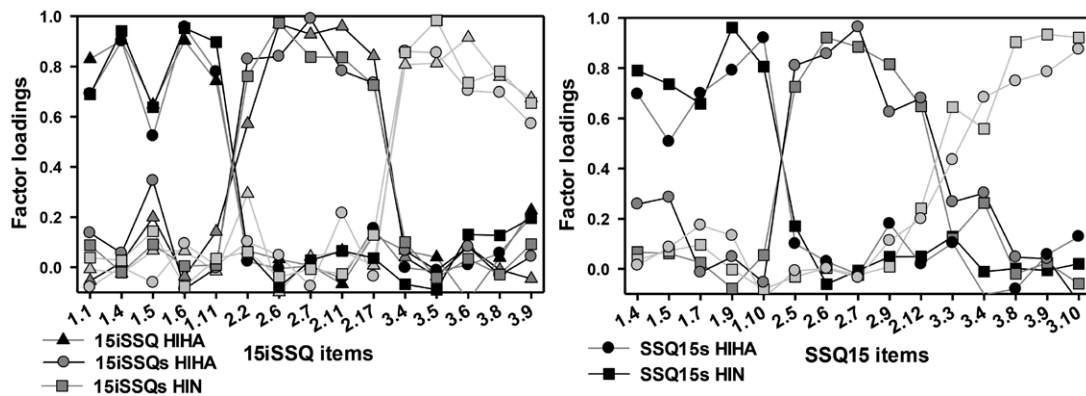 Factor loadings
1.0
0.8
0.6
0.4
0.2
0.0
1.1 1.4 1.5 1.6 1.11 2.2 2.6 2.7 2.11 2.17 3.4 3.5 3.6 3.8 3.9
15iSSQ items
15iSSQ HIHA
15iSSQs HIHA
15iSSQs HIN
Factor loadings
1.0
0.8
0.6
0.4
0.2
0.0
1.4 1.5 1.7 1.9 1.10 2.5 2.6 2.7 2.9 2.12 3.3 3.4 3.8 3.9 3.10
SSQ15 items
SSQ15s HIHA
SSQ15s HIN